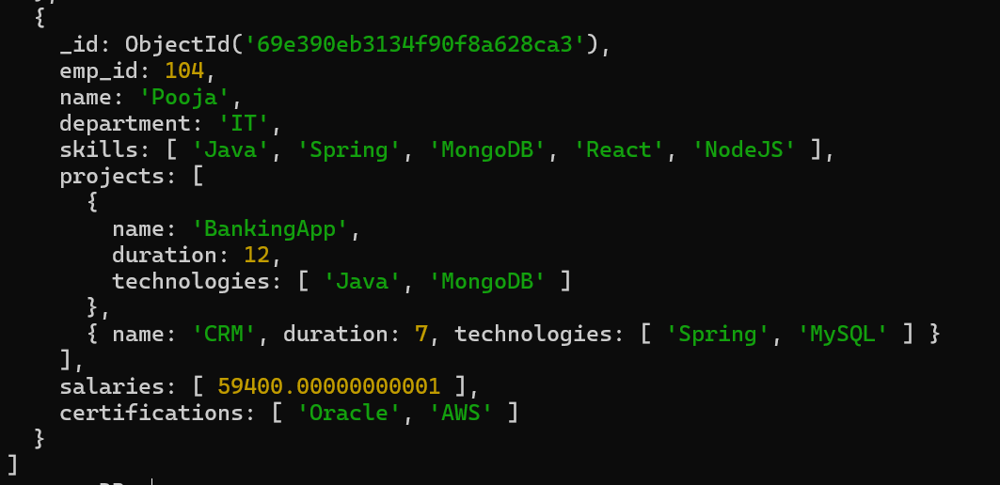 {
_id: ObjectId('69e390eb3134f90f8a628ca3'),
emp_id: 104,
name: 'Pooja',
department: 'IT',
skills: [ 'Java', 'Spring', 'MongoDB', 'React', 'NodeJS' ],
projects: [
{
name: 'BankingApp',
duration: 12,
technologies: [ 'Java', 'MongoDB' ]
},
{ name: 'CRM', duration: 7, technologies: [ 'Spring', 'MySQL' ] }
],
salaries: [ 59400.00000000001 ],
certifications: [ 'Oracle', 'AWS' ]
}
]